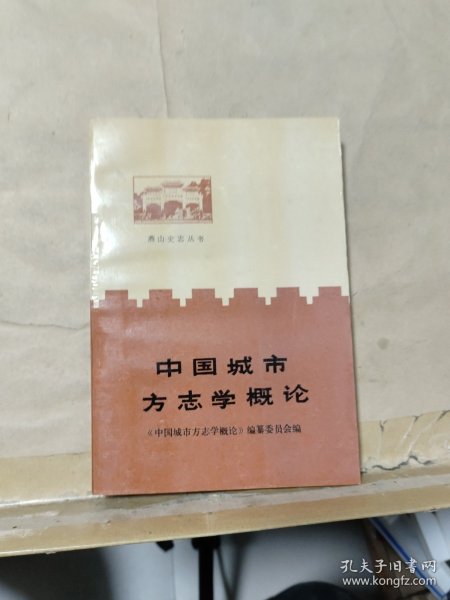 燕山史志丛书
中国城市
方志学概论
《中国城市方志学概论》编纂委员会编
孔夫子旧书网
www.kongfz.com